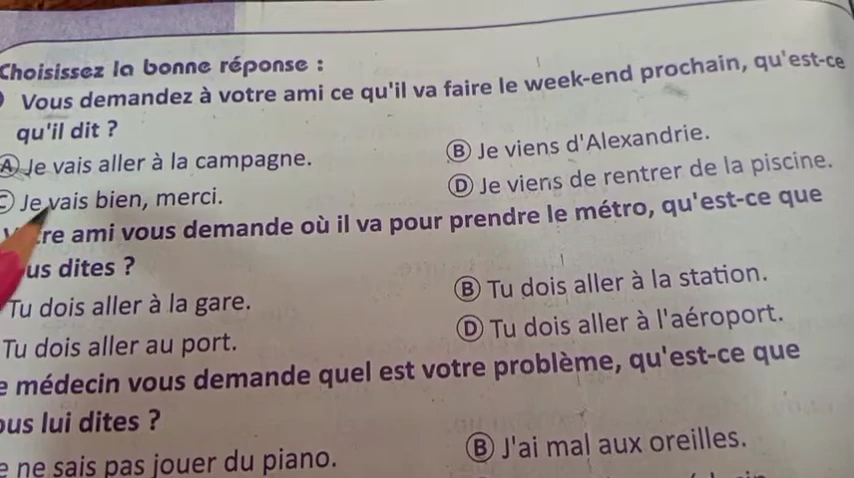 Choisissez la bonne réponse :
Vous demandez à votre ami ce qu'il va faire le week-end prochain, qu'est-ce
qu'il dit ?
A Je vais aller à la campagne.
B Je viens d'Alexandrie.
C Je vais bien, merci.
D Je viens de rentrer de la piscine.
ami vous demande où il va pour prendre le métro, qu'est-ce que
us dites ?
Tu dois aller à la gare.
B Tu dois aller à la station.
Tu dois aller au port.
D Tu dois aller à l'aéroport.
e médecin vous demande quel est votre problème, qu'est-ce que
ous lui dites ?
e ne sais pas jouer du piano.
B J'ai mal aux oreilles.